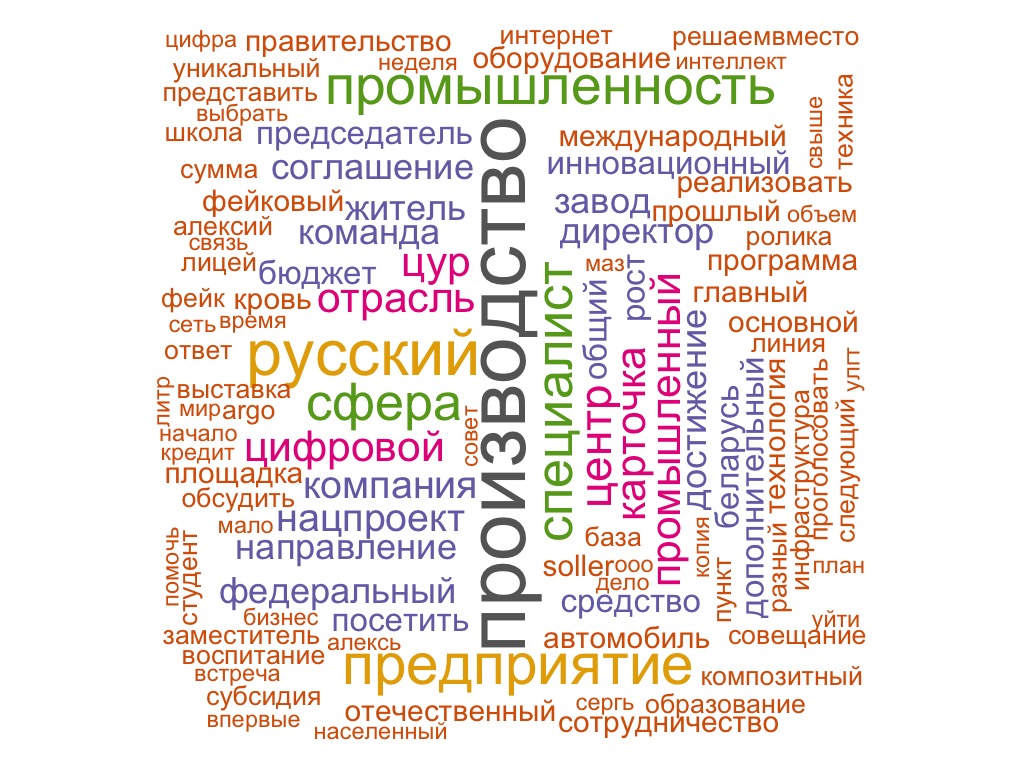 цифра
правительство
интернет
решаемвместо
уникальный
неделя
оборудование
интеллект
представить
промышленность
выбрать
школа
председатель
международный
свыше
техника
сумма
соглашение
инновационный
реализовать
фейковый
житель
завод
прошлый
объем
алексий
команда
директор
ролика
связь
лицей
бюджет
цур
маз
рост
программа
фейк
кровь
отрасль
производство
специалист
общий
промышленный
главный
сеть
время
достижение
основной
линия
ответ
русский
центр
карточка
беларусь
дополнительный
технология
инфраструктура
проголосовать
улпт
литр
выставка
мир
argo
сфера
совет
следующий
начало
кредит
цифровой
площадка
обсудить
компания
мало
нацпроект
база
копия
разный
помочь
студент
направление
soller
ооо
дело
пункт
план
федеральный
средство
бизнес
посетить
уйти
заместитель
алексь
автомобиль
совещание
воспитание
предприятие
композитный
встреча
субсидия
отечественный
сергь
образование
впервые
населенный
сотрудничество